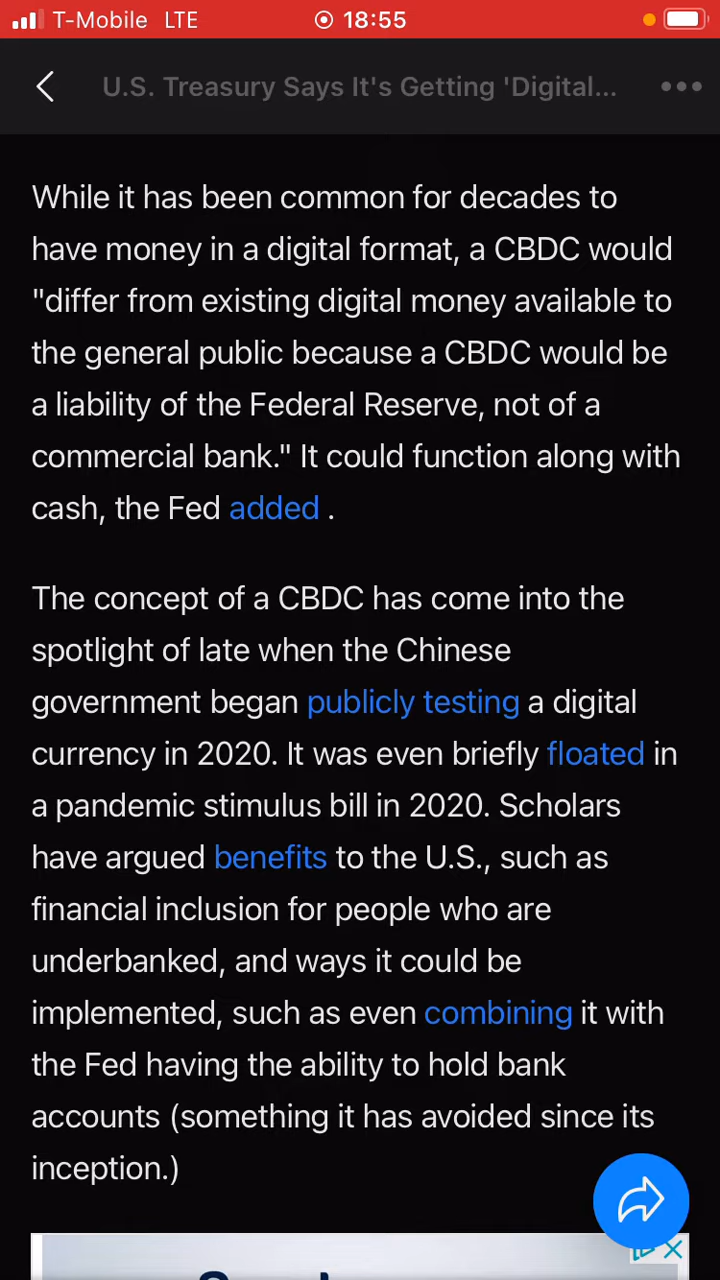 T-Mobile LTE 18:55
U.S. Treasury Says It's Getting 'Digital...
While it has been common for decades to
have money in a digital format, a CBDC would
"differ from existing digital money available to
the general public because a CBDC would be
a liability of the Federal Reserve, not of a
commercial bank." It could function along with
cash, the Fed added .
The concept of a CBDC has come into the
spotlight of late when the Chinese
government began publicly testing a digital
currency in 2020. It was even briefly floated in
a pandemic stimulus bill in 2020. Scholars
have argued benefits to the U.S., such as
financial inclusion for people who are
underbanked, and ways it could be
implemented, such as even combining it with
the Fed having the ability to hold bank
accounts (something it has avoided since its
inception.)